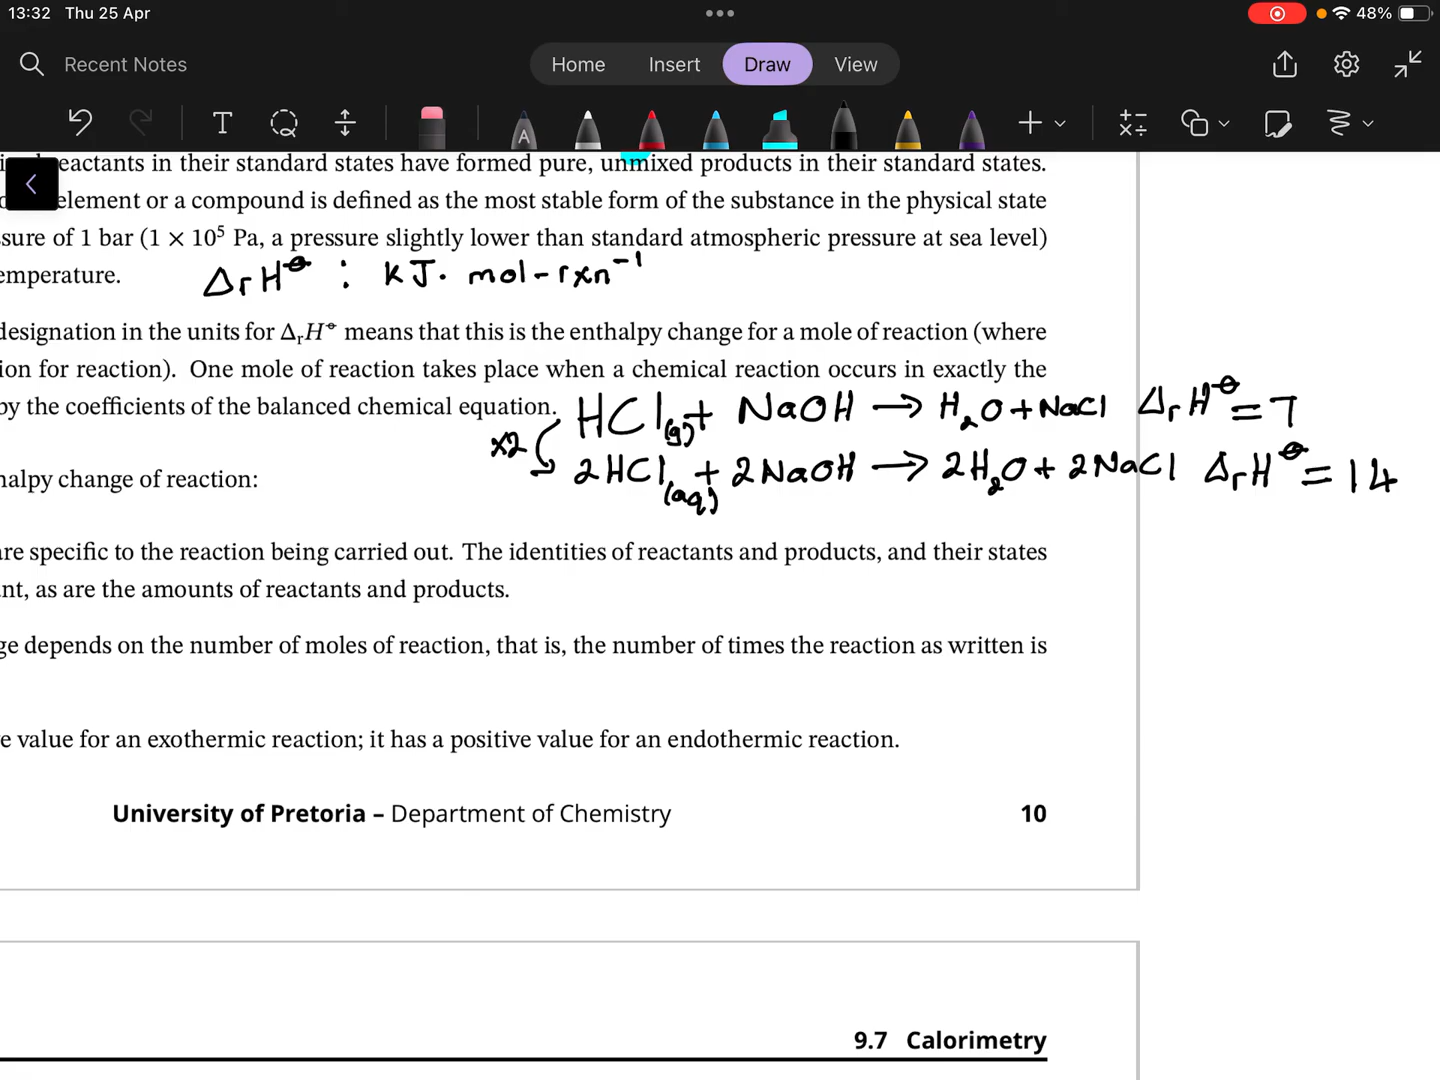 13:32 Thu 25 Apr 48%
Recent Notes Home Insert Draw View
T A
reactants in their standard states have formed pure, unmixed products in their standard states.
element or a compound is defined as the most stable form of the substance in the physical state
sure of 1 bar (1 × 10⁵ Pa, a pressure slightly lower than standard atmospheric pressure at sea level)
emperature. ΔrH⦵ : kJ. mol-rxn⁻¹
designation in the units for ΔᵣH⦵ means that this is the enthalpy change for a mole of reaction (where
ion for reaction). One mole of reaction takes place when a chemical reaction occurs in exactly the
by the coefficients of the balanced chemical equation. HCl(g) + NaOH → H₂O + NaCl ΔrH⦵ = 7
×2
2HCl(aq) + 2NaOH → 2H₂O + 2NaCl ΔrH⦵ = 14
halpy change of reaction:
are specific to the reaction being carried out. The identities of reactants and products, and their states
nt, as are the amounts of reactants and products.
ge depends on the number of moles of reaction, that is, the number of times the reaction as written is
e value for an exothermic reaction; it has a positive value for an endothermic reaction.
University of Pretoria – Department of Chemistry 10
9.7 Calorimetry